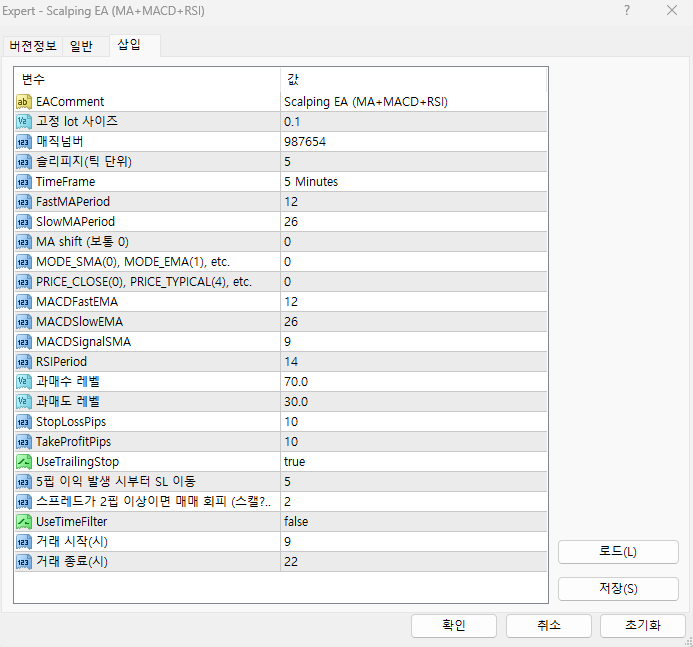 Expert - Scalping EA (MA+MACD+RSI)
버젼정보 일반 삽입
변수 값
EAComment Scalping EA (MA+MACD+RSI)
고정 lot 사이즈 0.1
매직넘버 987654
슬리피지(틱 단위) 5
TimeFrame 5 Minutes
FastMAPeriod 12
SlowMAPeriod 26
MA shift (보통 0) 0
MODE_SMA(0), MODE_EMA(1), etc. 0
PRICE_CLOSE(0), PRICE_TYPICAL(4), etc. 0
MACDFastEMA 12
MACDSlowEMA 26
MACDSignalSMA 9
RSIPeriod 14
과매수 레벨 70.0
과매도 레벨 30.0
StopLossPips 10
TakeProfitPips 10
UseTrailingStop true
5핍 이익 발생 시부터 SL 이동 5
스프레드가 2핍 이상이면 매매 회피 (스캘?.. 2
UseTimeFilter false
거래 시작(시) 9
거래 종료(시) 22
로드(L)
저장(S)
확인 취소 초기화